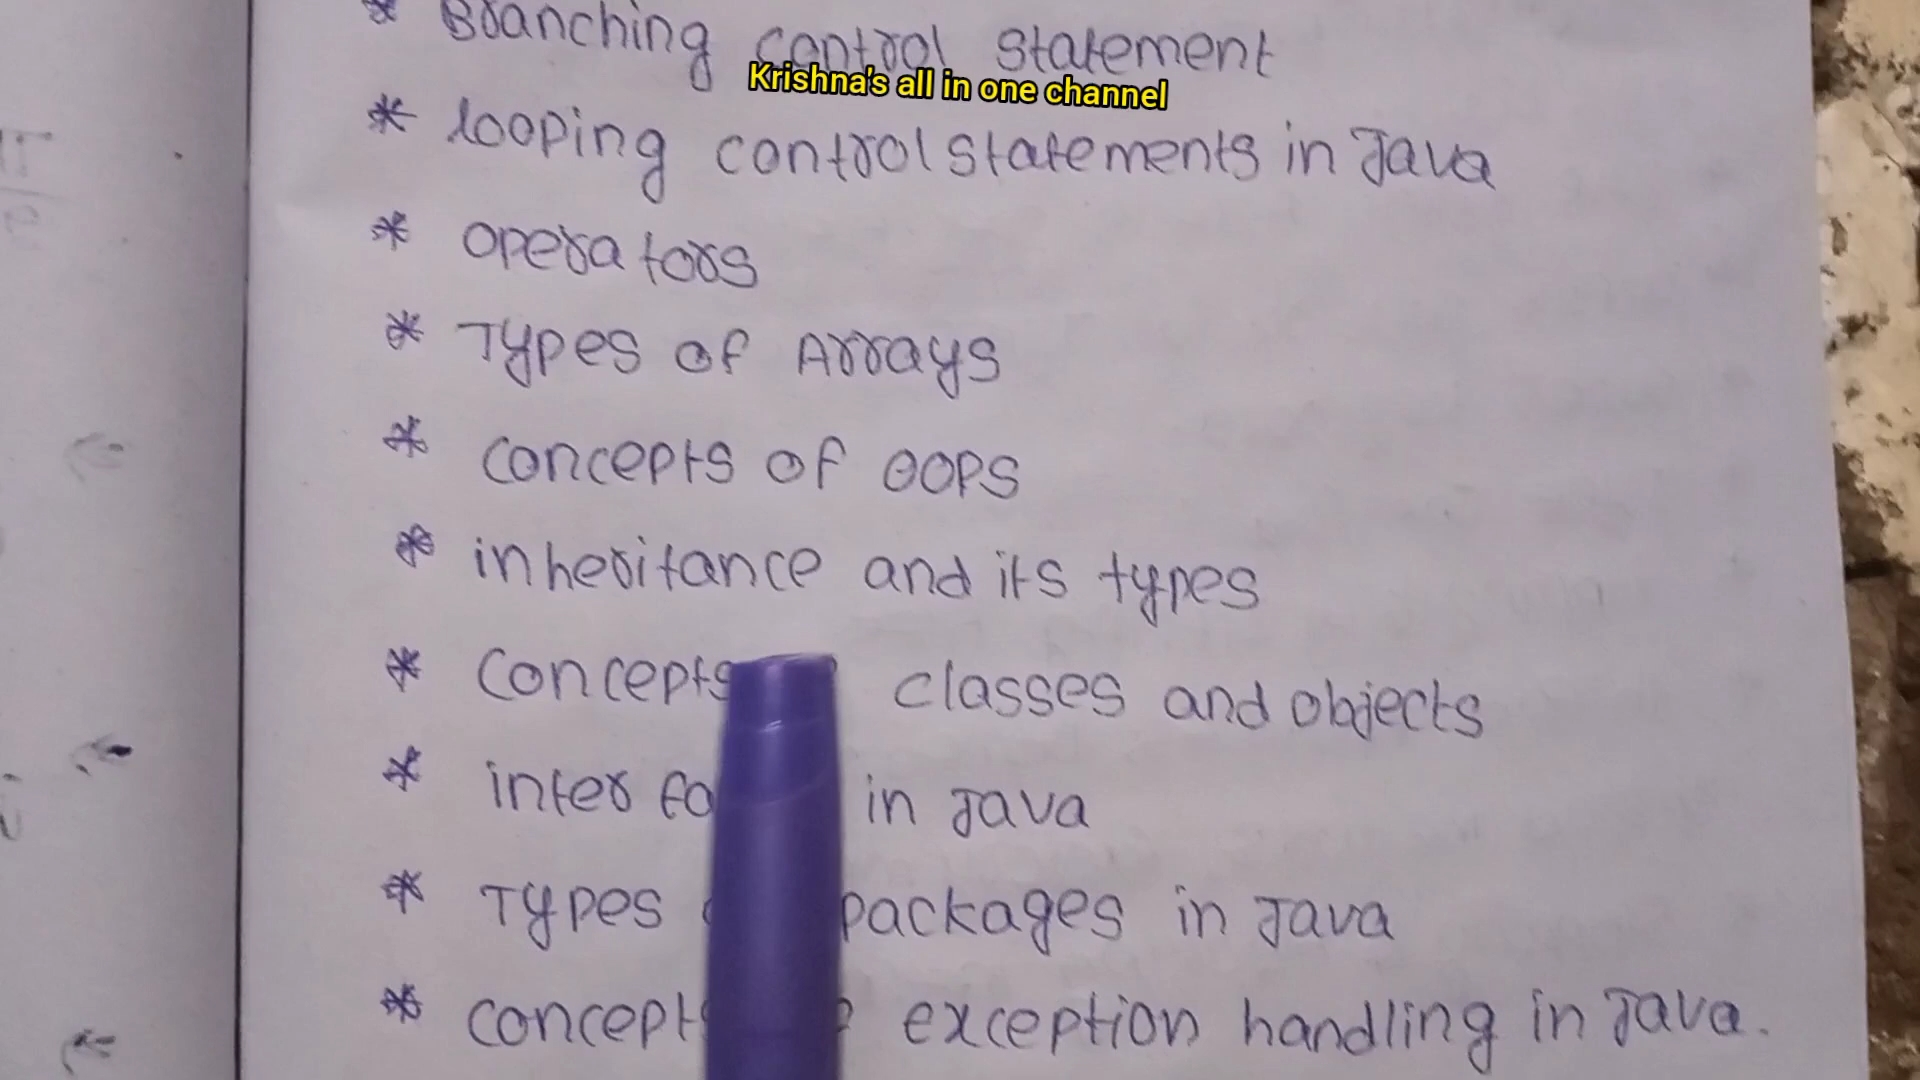 * Branching control statement
Krishna's all in one channel
* looping control statements in Java
* operators
* Types of Arrays
* concepts of OOPS
* inheritance and its types
* Concepts classes and objects
* inter fa in Java
* Types packages in Java
* concept exception handling in Java.